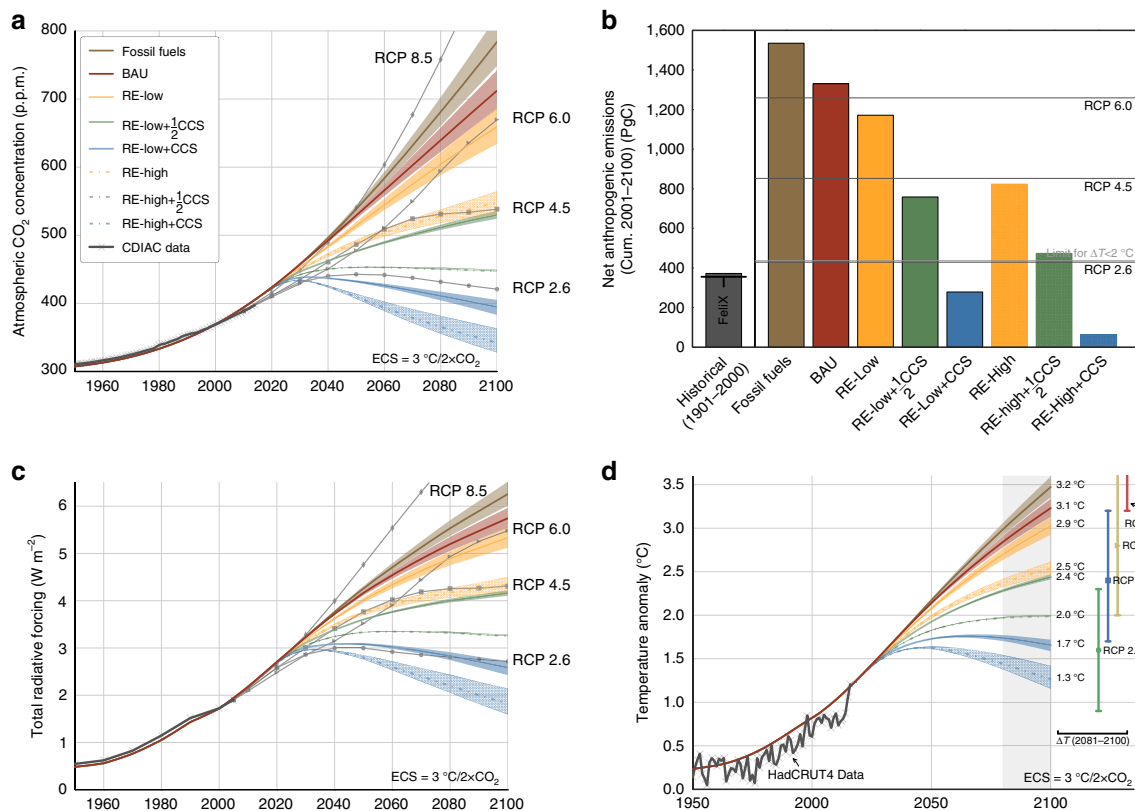 a
800
700
600
500
400
300
Atmospheric CO2 concentration (p.p.m.)
Fossil fuels
BAU
RE-low
RE-low+1/2CCS
RE-low+CCS
RE-high
RE-high+1/2CCS
RE-high+CCS
CDIAC data
RCP 8.5
RCP 6.0
RCP 4.5
RCP 2.6
ECS = 3 °C/2×CO2
1960 1980 2000 2020 2040 2060 2080 2100
b
1,600
1,400
1,200
1,000
800
600
400
200
0
Net anthropogenic emissions
(Cum. 2001–2100) (PgC)
RCP 6.0
RCP 4.5
Limit for ΔT<2 °C
RCP 2.6
FeliX
Historical
(1901–2000)
Fossil fuels
BAU
RE-Low
RE-low+1/2CCS
RE-Low+CCS
RE-High
RE-high+1/2CCS
RE-High+CCS
c
6
5
4
3
2
1
0
Total radiative forcing (W m−2)
RCP 8.5
RCP 6.0
RCP 4.5
RCP 2.6
ECS = 3 °C/2×CO2
1960 1980 2000 2020 2040 2060 2080 2100
d
3.5
3.0
2.5
2.0
1.5
1.0
0.5
0.0
Temperature anomaly (°C)
3.2 °C
3.1 °C
2.9 °C
2.5 °C
2.4 °C
2.0 °C
1.7 °C
1.3 °C
RC
RC
RCP
RCP 2.
ΔT (2081–2100)
HadCRUT4 Data
ECS = 3 °C/2×CO2
1950 2000 2050 2100